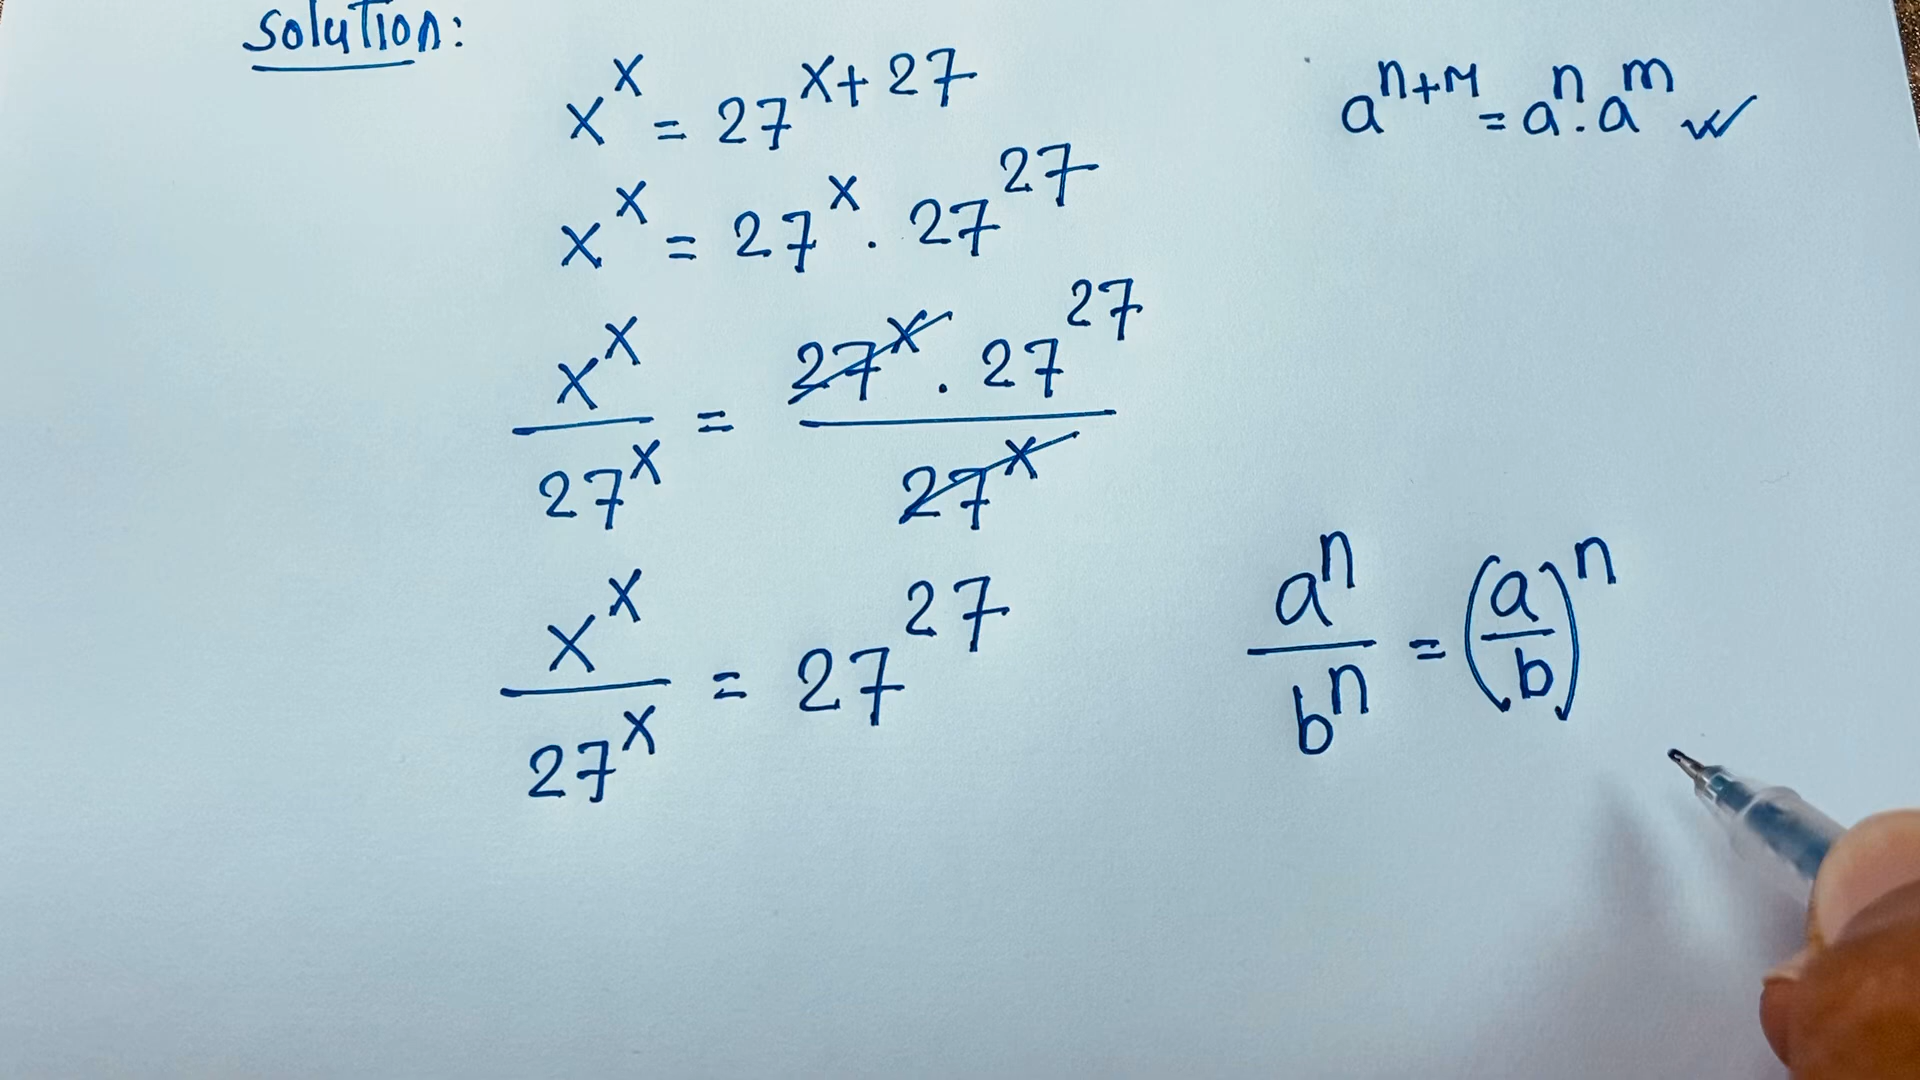 Solution:
x^x = 27^(x+27)
a^(n+m) = a^n . a^m
x^x = 27^x . 27^27
x^x / 27^x = 27^x . 27^27 / 27^x
x^x / 27^x = 27^27
a^n / b^n = (a/b)^n